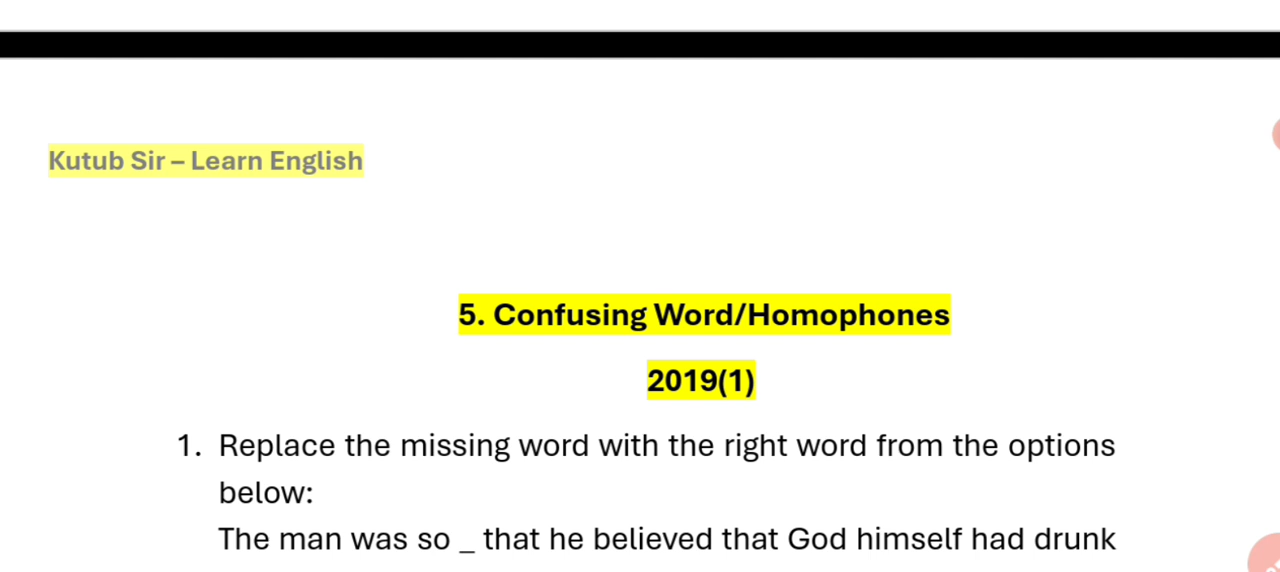 Kutub Sir – Learn English
5. Confusing Word/Homophones
2019(1)
1. Replace the missing word with the right word from the options
below:
The man was so _ that he believed that God himself had drunk